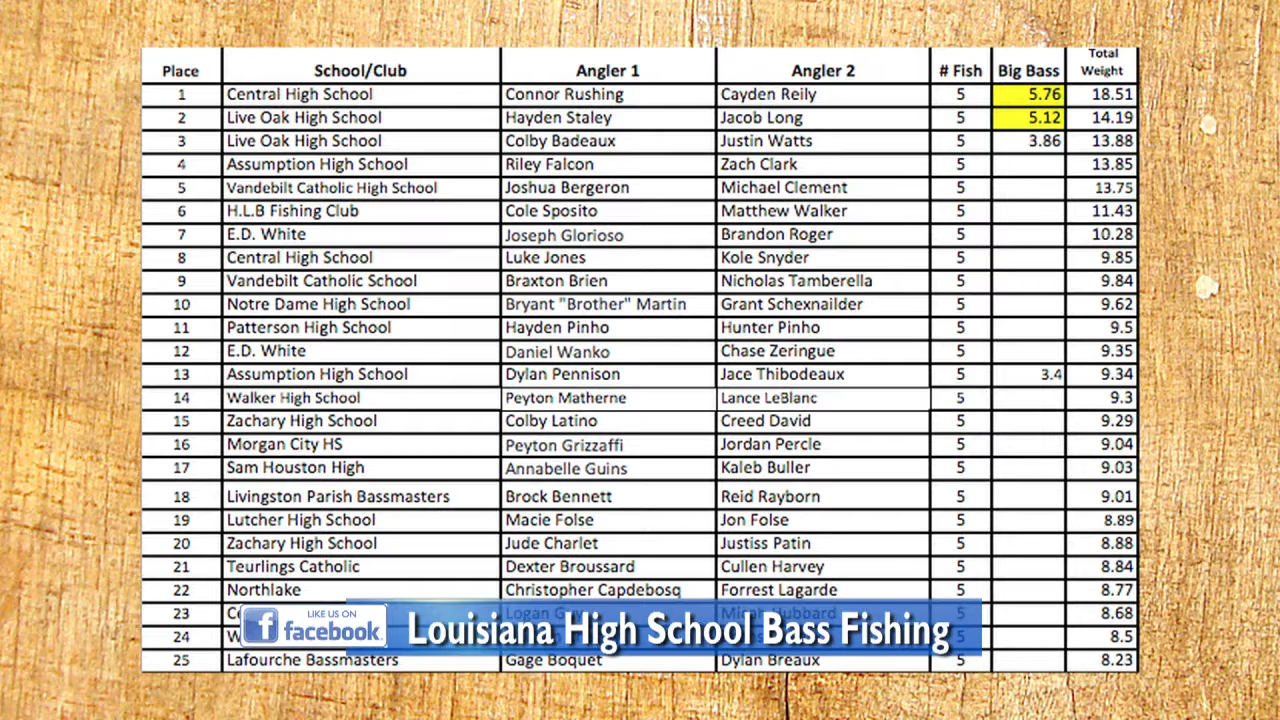 Place School/Club Angler 1 Angler 2 # Fish Big Bass Total Weight
1 Central High School Connor Rushing Cayden Reily 5 5.76 18.51
2 Live Oak High School Hayden Staley Jacob Long 5 5.12 14.19
3 Live Oak High School Colby Badeaux Justin Watts 5 3.86 13.88
4 Assumption High School Riley Falcon Zach Clark 5 13.85
5 Vandebilt Catholic High School Joshua Bergeron Michael Clement 5 13.75
6 H.L.B Fishing Club Cole Sposito Matthew Walker 5 11.43
7 E.D. White Joseph Glorioso Brandon Roger 5 10.28
8 Central High School Luke Jones Kole Snyder 5 9.85
9 Vandebilt Catholic School Braxton Brien Nicholas Tamberella 5 9.84
10 Notre Dame High School Bryant "Brother" Martin Grant Schexnailder 5 9.62
11 Patterson High School Hayden Pinho Hunter Pinho 5 9.5
12 E.D. White Daniel Wanko Chase Zeringue 5 9.35
13 Assumption High School Dylan Pennison Jace Thibodeaux 5 3.4 9.34
14 Walker High School Peyton Matherne Lance LeBlanc 5 9.3
15 Zachary High School Colby Latino Creed David 5 9.29
16 Morgan City HS Peyton Grizzaffi Jordan Percle 5 9.04
17 Sam Houston High Annabelle Guins Kaleb Buller 5 9.03
18 Livingston Parish Bassmasters Brock Bennett Reid Rayborn 5 9.01
19 Lutcher High School Macie Folse Jon Folse 5 8.89
20 Zachary High School Jude Charlet Justiss Patin 5 8.88
21 Teurlings Catholic Dexter Broussard Cullen Harvey 5 8.84
22 Northlake Christopher Capdebosq Forrest Lagarde 5 8.77
23 Logan Micah Hubbard 5 8.68
24 5 8.5
25 Lafourche Bassmasters Gage Boquet Dylan Breaux 5 8.23
LIKE US ON
facebook
Louisiana High School Bass Fishing